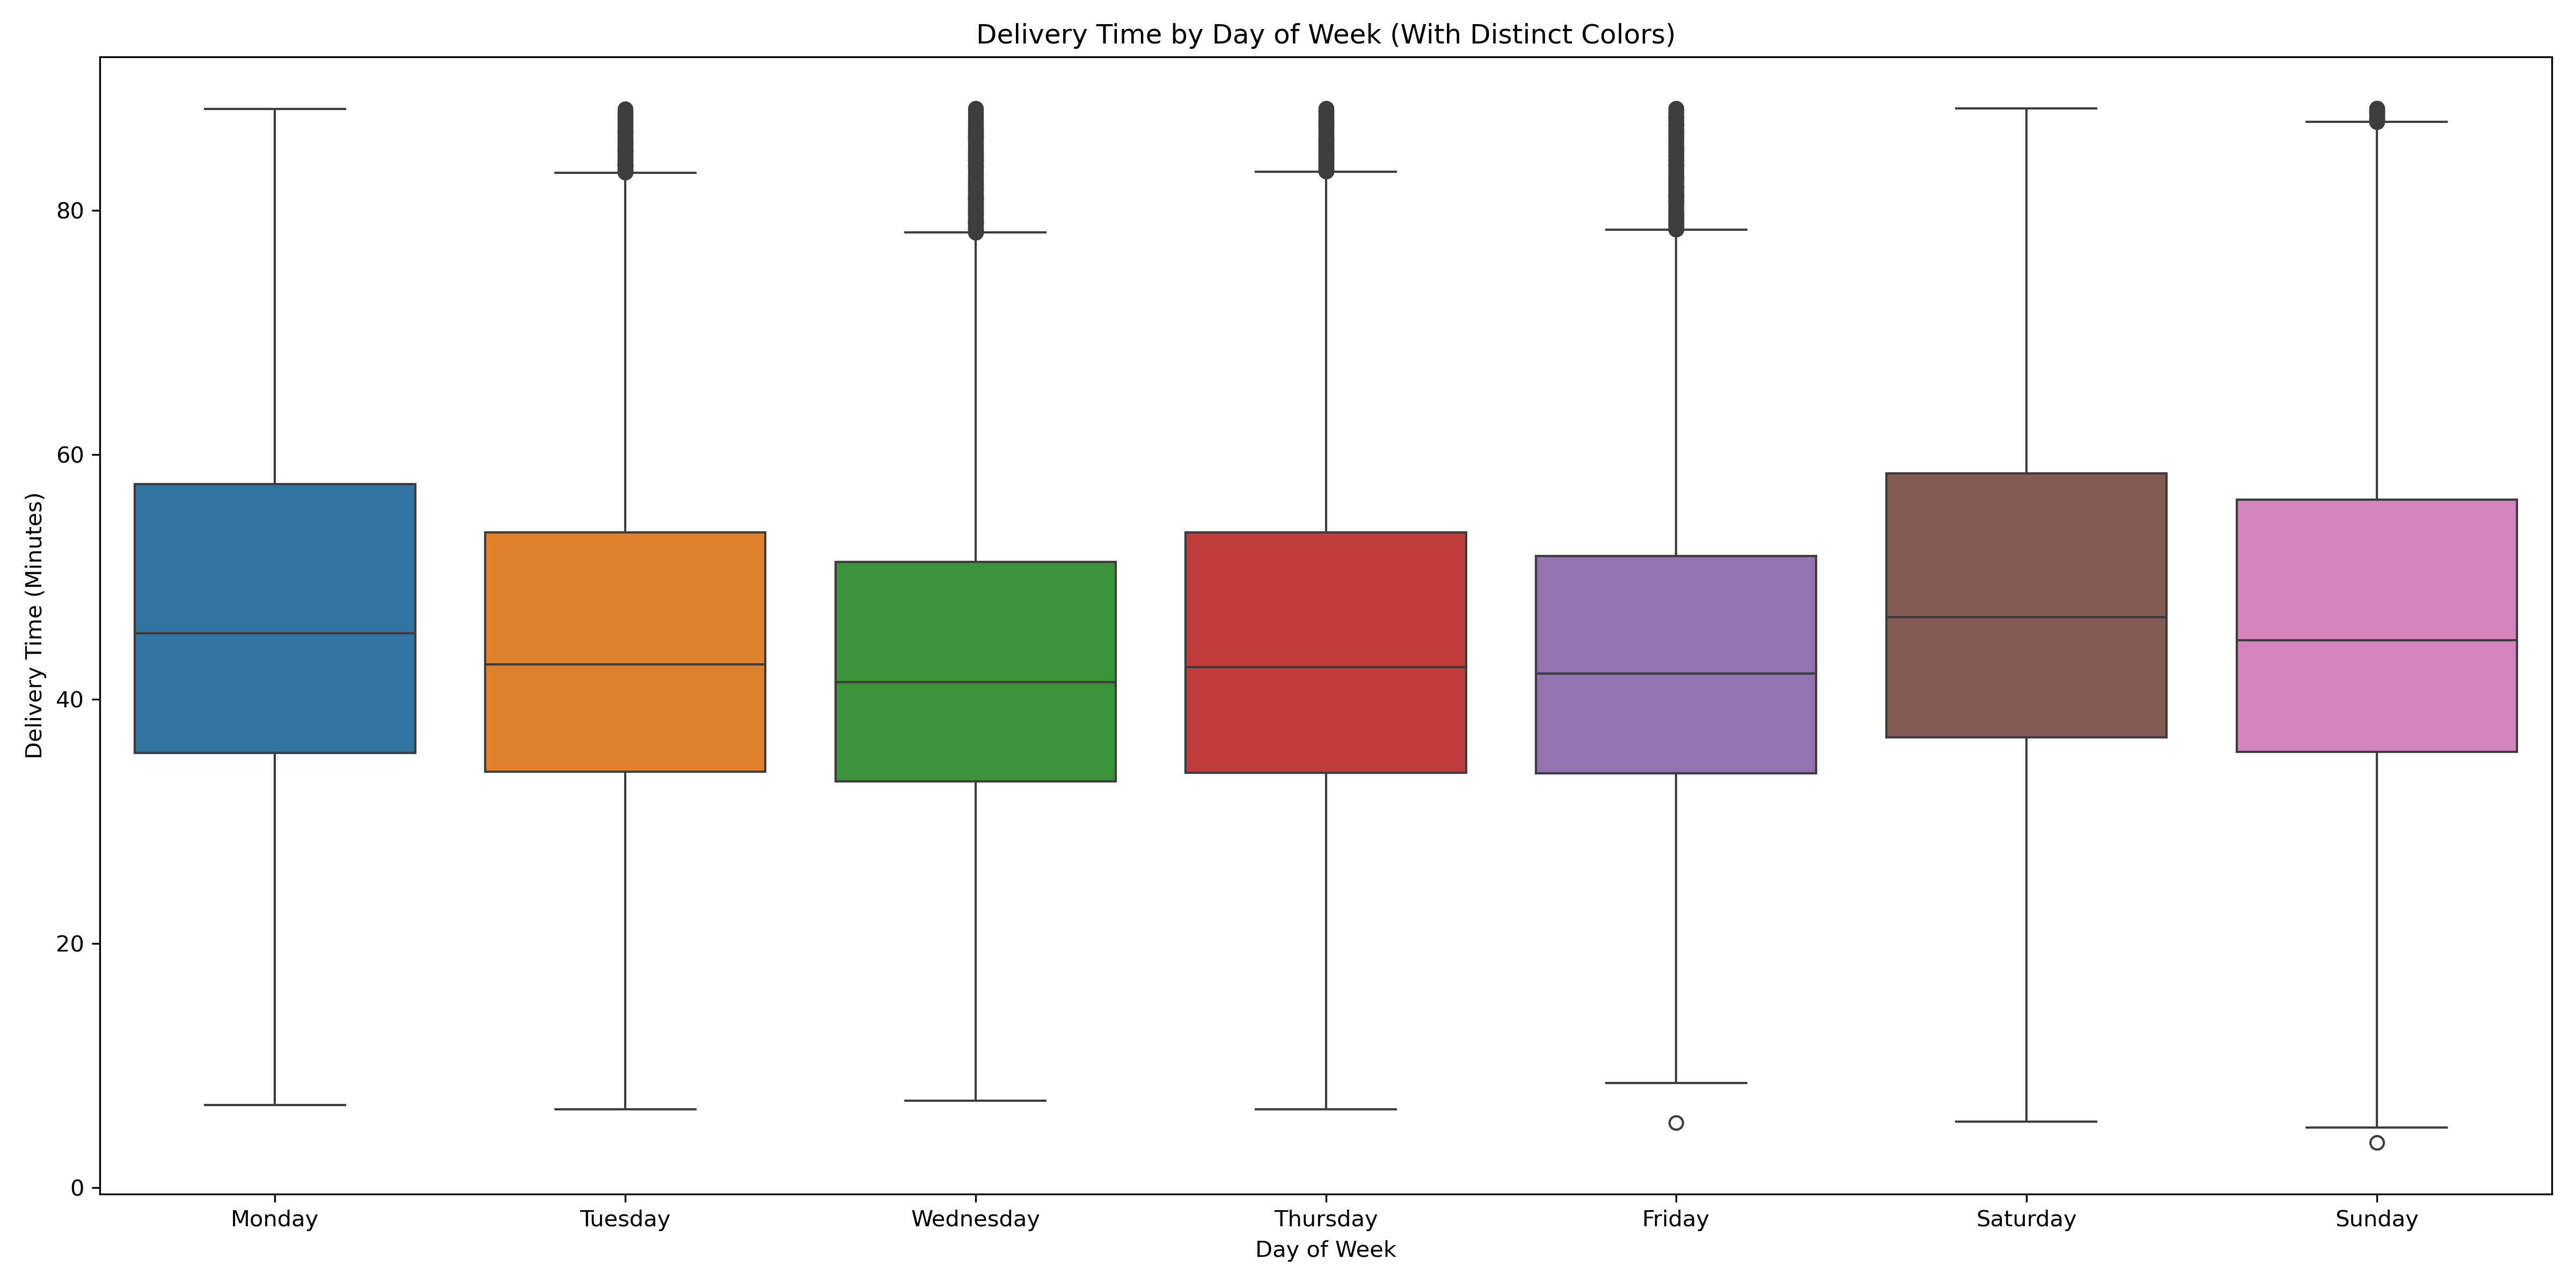 Delivery Time by Day of Week (With Distinct Colors)
Delivery Time (Minutes)
80
60
40
20
0
Monday Tuesday Wednesday Thursday Friday Saturday Sunday
Day of Week